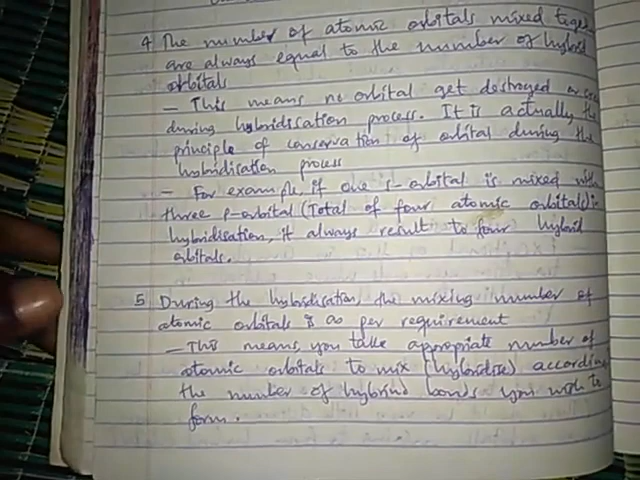 4 The number of atomic orbitals mixed toge
are always equal to the number of hybrid
orbitals
- This means no orbital get destroyed
during hybridisation process. It is actually the
principle of conservation of orbital during the
hybridisation process
- For example, if one s-orbital is mixed with
three p-orbital (Total of four atomic orbitals) in
hybridisation, it always result to four hybrid
orbitals.
5 During the hybridisation, the mixing number of
atomic orbitals is as per requirement
- This means, you take appropriate number of
atomic orbitals to mix (hybridise) according
the number of hybrid bonds you wish to
form.